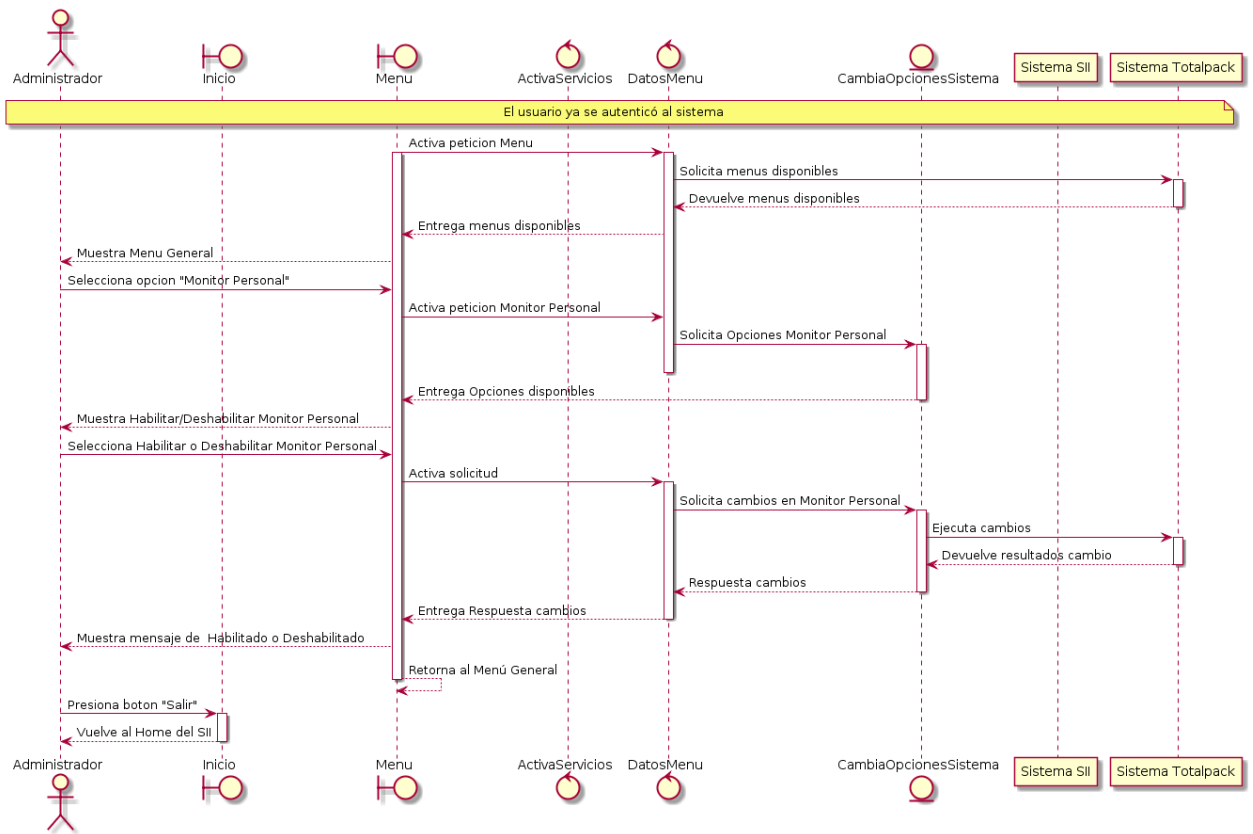 Administrador
Inicio
Menu
ActivaServicios
DatosMenu
CambiaOpcionesSistema
Sistema SII
Sistema Totalpack
El usuario ya se autenticó al sistema
Activa peticion Menu
Solicita menus disponibles
Devuelve menus disponibles
Entrega menus disponibles
Muestra Menu General
Selecciona opcion "Monitor Personal"
Activa peticion Monitor Personal
Solicita Opciones Monitor Personal
Entrega Opciones disponibles
Muestra Habilitar/Deshabilitar Monitor Personal
Selecciona Habilitar o Deshabilitar Monitor Personal
Activa solicitud
Solicita cambios en Monitor Personal
Ejecuta cambios
Devuelve resultados cambio
Respuesta cambios
Entrega Respuesta cambios
Muestra mensaje de  Habilitado o Deshabilitado
Retorna al Menú General
Presiona boton "Salir"
Vuelve al Home del SII
Administrador
Inicio
Menu
ActivaServicios
DatosMenu
CambiaOpcionesSistema
Sistema SII
Sistema Totalpack